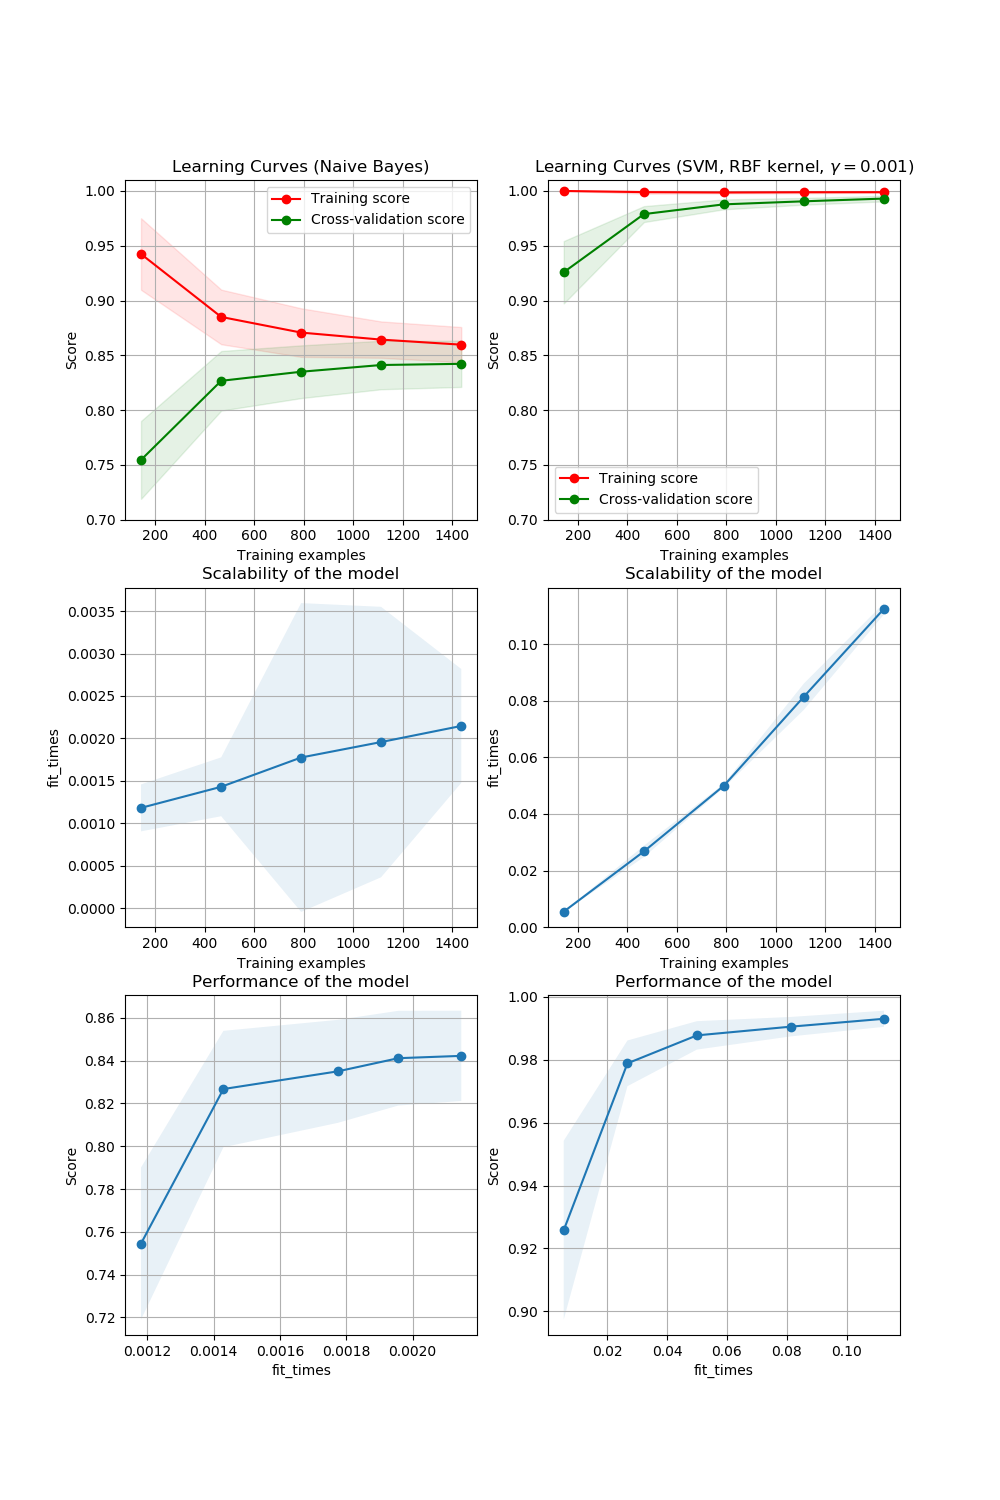 Learning Curves (Naive Bayes)
1.00
0.95
0.90
0.85
0.80
0.75
0.70
Score
Training score
Cross-validation score
200 400 600 800 1000 1200 1400
Training examples
Learning Curves (SVM, RBF kernel, γ = 0.001)
1.00
0.95
0.90
0.85
0.80
0.75
0.70
Score
Training score
Cross-validation score
200 400 600 800 1000 1200 1400
Training examples
Scalability of the model
0.0035
0.0030
0.0025
0.0020
0.0015
0.0010
0.0005
0.0000
fit_times
200 400 600 800 1000 1200 1400
Training examples
Scalability of the model
0.10
0.08
0.06
0.04
0.02
0.00
fit_times
200 400 600 800 1000 1200 1400
Training examples
Performance of the model
0.86
0.84
0.82
0.80
0.78
0.76
0.74
0.72
Score
0.0012 0.0014 0.0016 0.0018 0.0020
fit_times
Performance of the model
1.00
0.98
0.96
0.94
0.92
0.90
Score
0.02 0.04 0.06 0.08 0.10
fit_times